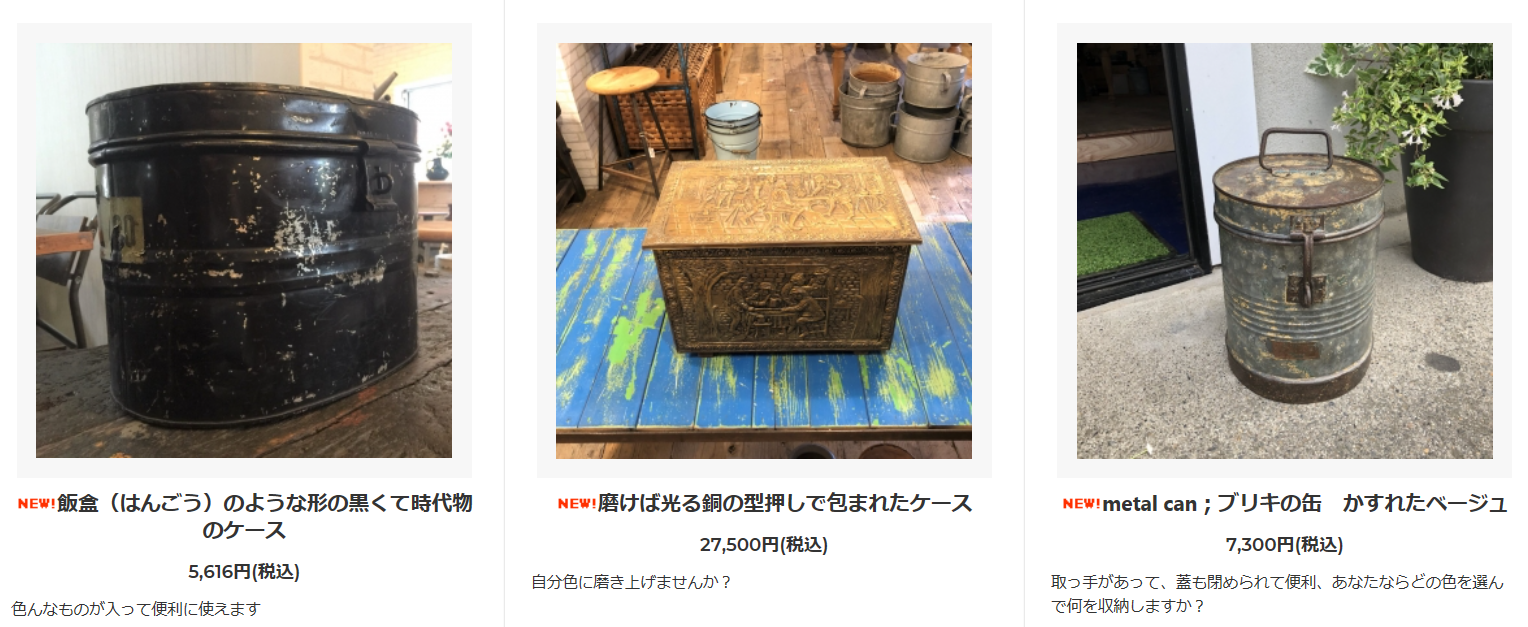 NEW!飯盒（はんごう）のような形の黒くて時代物
のケース
5,616円(税込)
色んなものが入って便利に使えます
NEW!磨けば光る銅の型押しで包まれたケース
27,500円(税込)
自分色に磨き上げませんか？
NEW!metal can；ブリキの缶　かすれたベージュ
7,300円(税込)
取っ手があって、蓋も閉められて便利、あなたならどの色を選ん
で何を収納しますか？